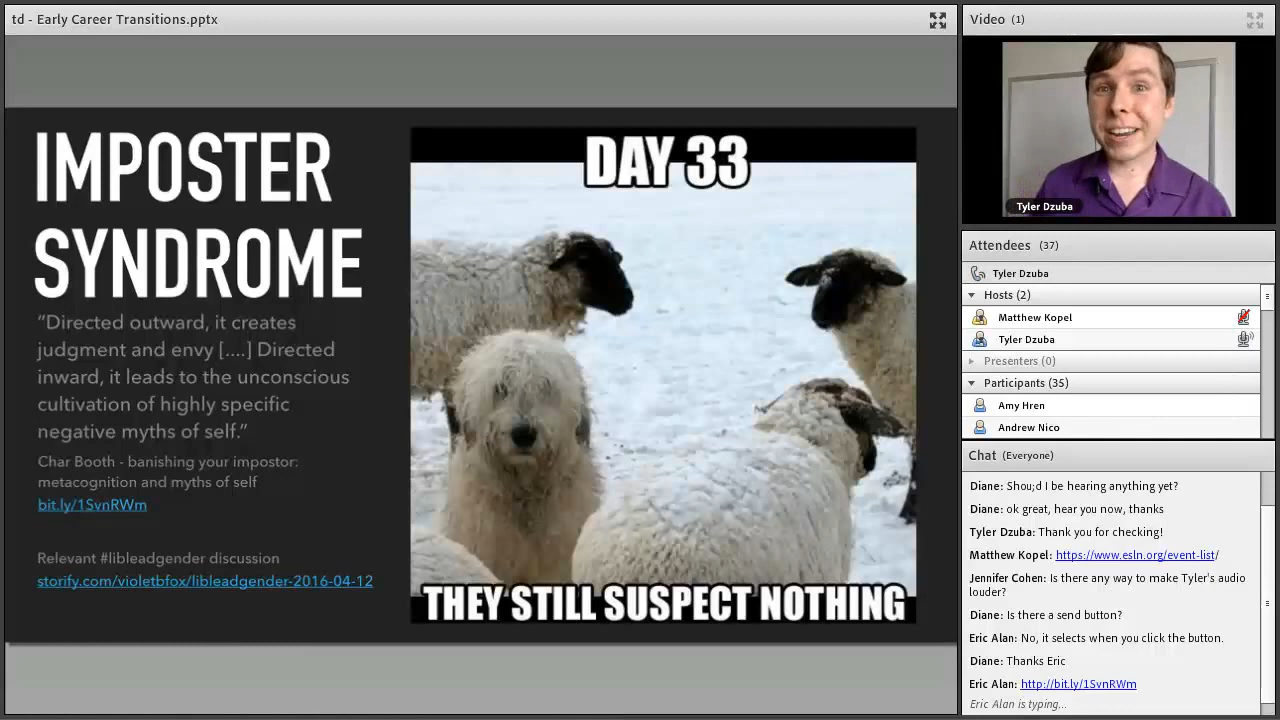 td - Early Career Transitions.pptx
IMPOSTER
SYNDROME
“Directed outward, it creates
judgment and envy [....] Directed
inward, it leads to the unconscious
cultivation of highly specific
negative myths of self.”
Char Booth - banishing your impostor:
metacognition and myths of self
bit.ly/1SvnRWm
Relevant #libleadgender discussion
storify.com/violetbfox/libleadgender-2016-04-12
DAY 33
THEY STILL SUSPECT NOTHING
Video (1)
Tyler Dzuba
Attendees (37)
Tyler Dzuba
Hosts (2)
Matthew Kopel
Tyler Dzuba
Presenters (0)
Participants (35)
Amy Hren
Andrew Nico
Chat (Everyone)
Diane: Shou;d I be hearing anything yet?
Diane: ok great, hear you now, thanks
Tyler Dzuba: Thank you for checking!
Matthew Kopel: https://www.esln.org/event-list/
Jennifer Cohen: Is there any way to make Tyler's audio
louder?
Diane: Is there a send button?
Eric Alan: No, it selects when you click the button.
Diane: Thanks Eric
Eric Alan: http://bit.ly/1SvnRWm
Eric Alan is typing...